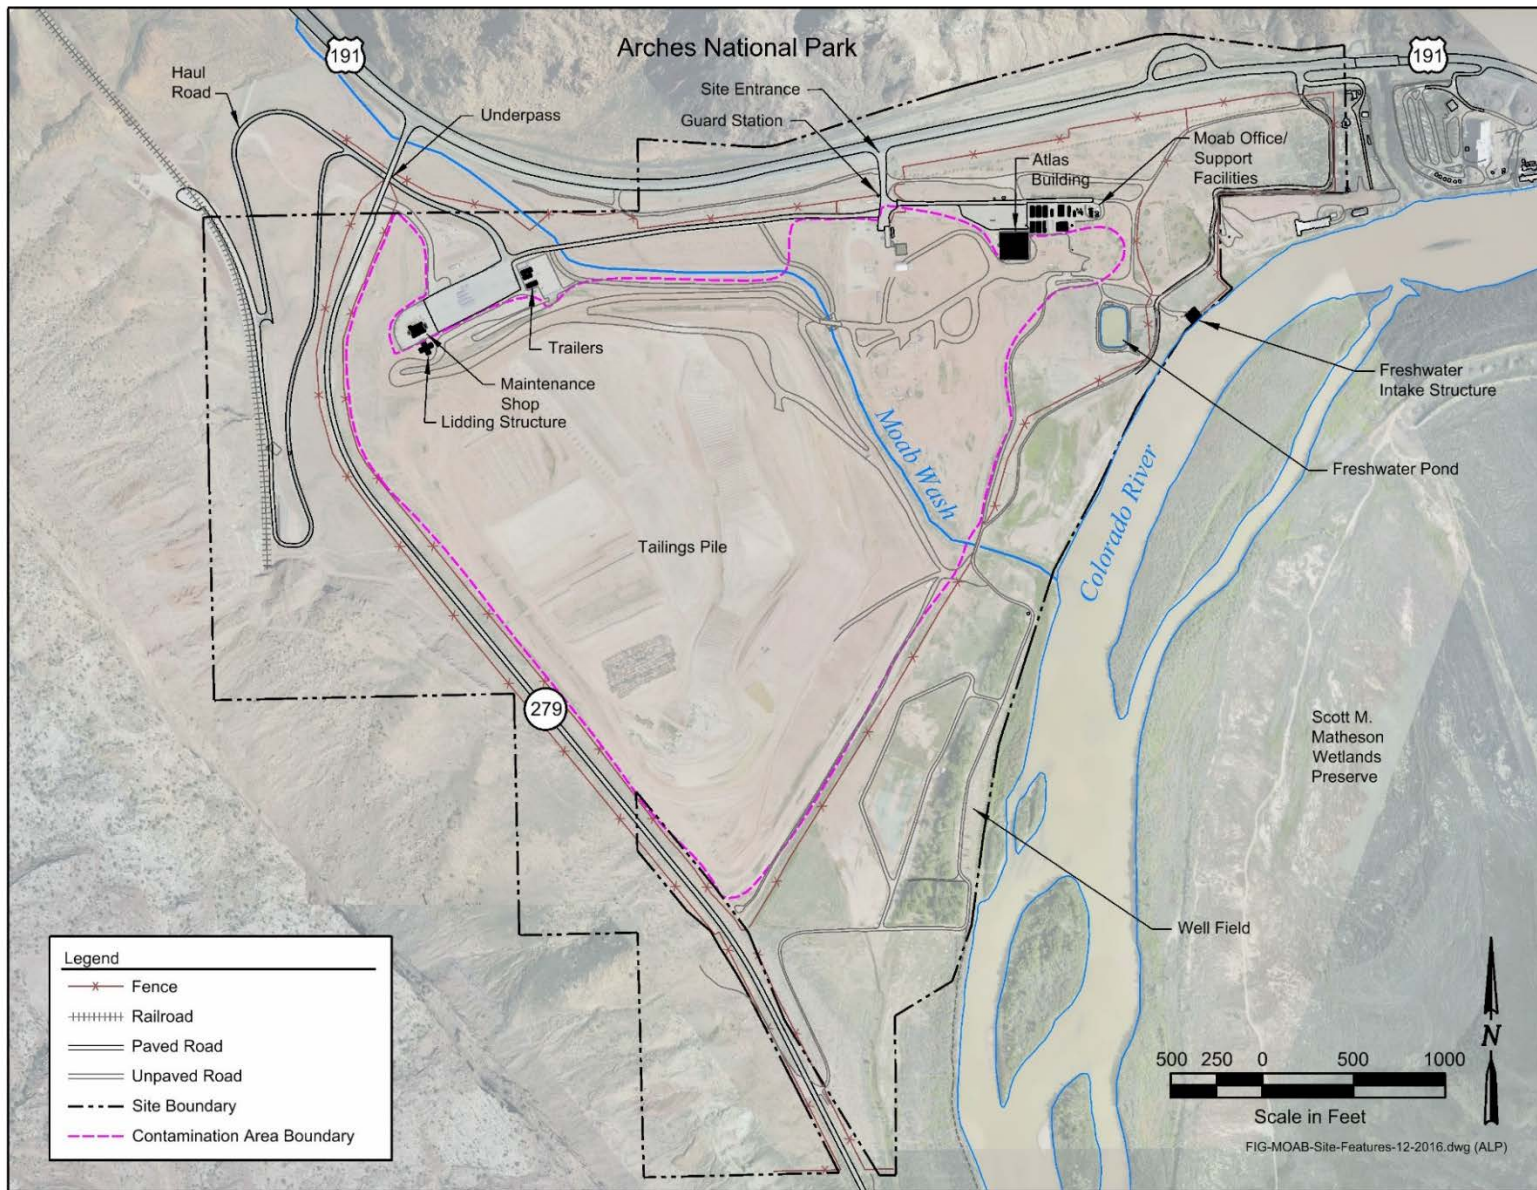 Arches National Park
191
191
Haul
Road
Underpass
Site Entrance
Guard Station
Atlas
Building
Moab Office/
Support
Facilities
Trailers
Maintenance
Shop
Lidding Structure
Freshwater
Intake Structure
Freshwater Pond
Moab Wash
Colorado River
Tailings Pile
279
Scott M.
Matheson
Wetlands
Preserve
Well Field
Legend
Fence
Railroad
Paved Road
Unpaved Road
Site Boundary
Contamination Area Boundary
N
500 250 0 500 1000
Scale in Feet
FIG-MOAB-Site-Features-12-2016.dwg (ALP)